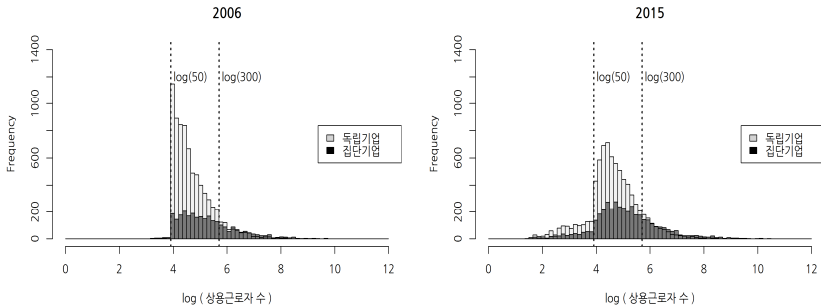 2006
1400
1000
600
200
0
Frequency
log(50)
log(300)
독립기업
집단기업
0 2 4 6 8 10 12
log ( 상용근로자 수 )
2015
1400
1000
600
200
0
Frequency
log(50)
log(300)
독립기업
집단기업
0 2 4 6 8 10 12
log ( 상용근로자 수 )